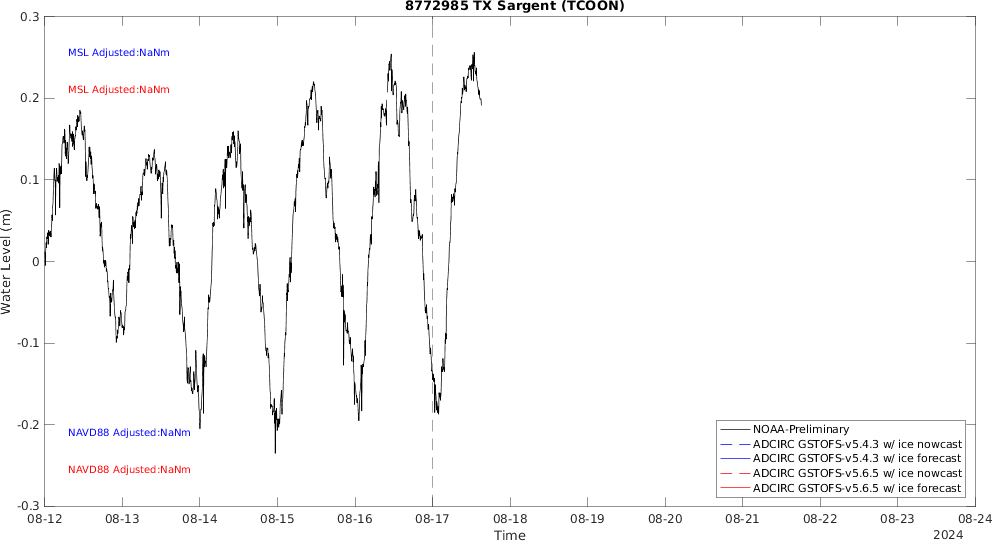 8772985 TX Sargent (TCOON)
0.3
0.2
0.1
0
-0.1
-0.2
-0.3
Water Level (m)
MSL Adjusted:NaNm
MSL Adjusted:NaNm
NAVD88 Adjusted:NaNm
NAVD88 Adjusted:NaNm
NOAA-Preliminary
ADCIRC GSTOFS-v5.4.3 w/ ice nowcast
ADCIRC GSTOFS-v5.4.3 w/ ice forecast
ADCIRC GSTOFS-v5.6.5 w/ ice nowcast
ADCIRC GSTOFS-v5.6.5 w/ ice forecast
08-12 08-13 08-14 08-15 08-16 08-17 08-18 08-19 08-20 08-21 08-22 08-23 08-24
Time
2024